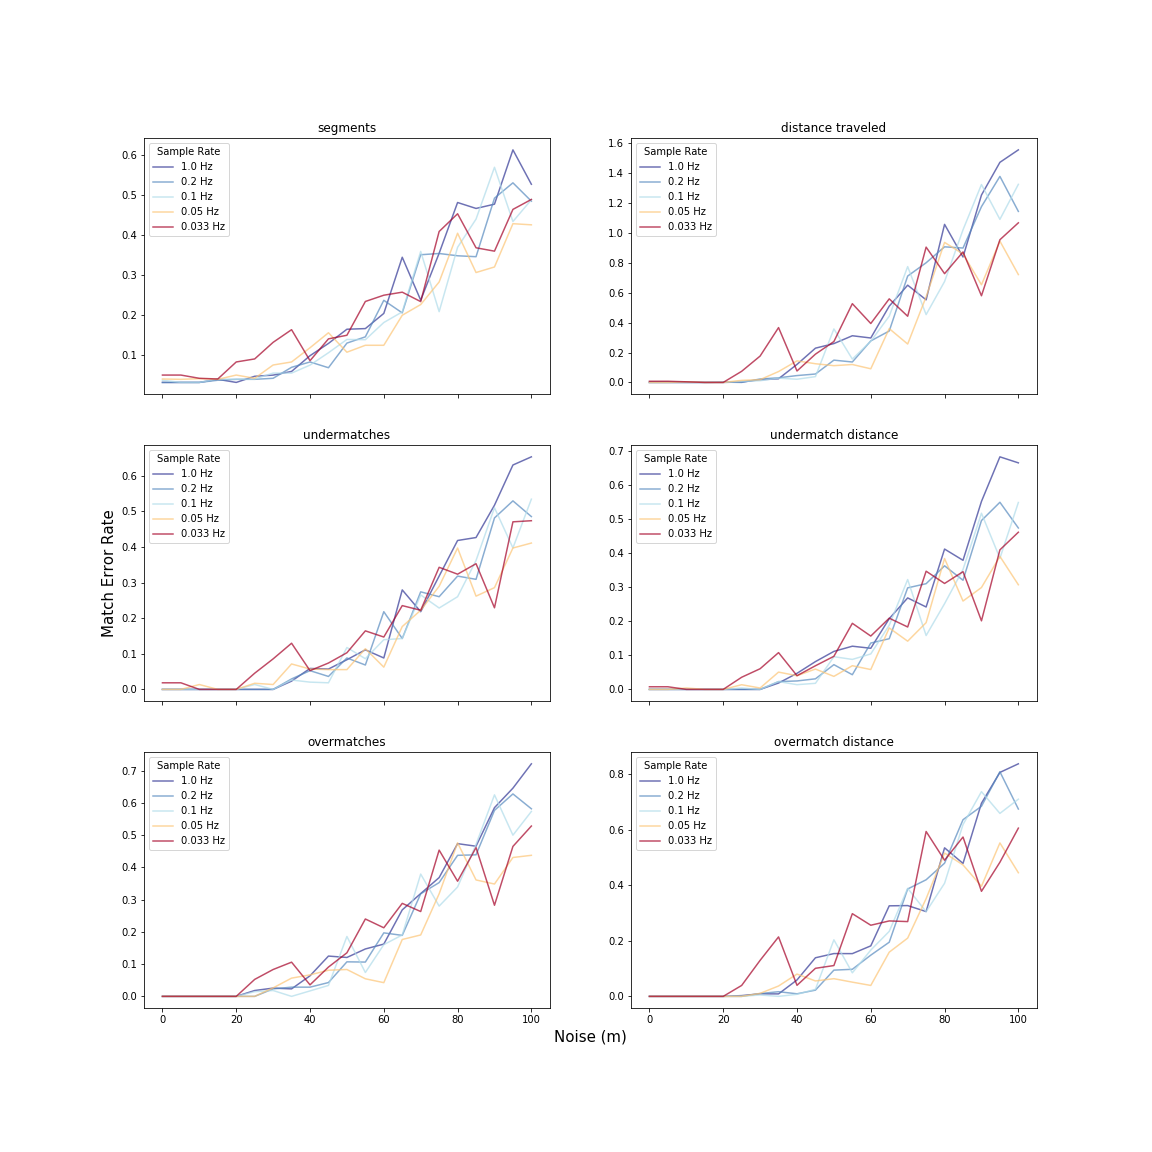 segments
Sample Rate
1.0 Hz
0.2 Hz
0.1 Hz
0.05 Hz
0.033 Hz
0.6
0.5
0.4
0.3
0.2
0.1
distance traveled
Sample Rate
1.0 Hz
0.2 Hz
0.1 Hz
0.05 Hz
0.033 Hz
1.6
1.4
1.2
1.0
0.8
0.6
0.4
0.2
0.0
Match Error Rate
undermatches
Sample Rate
1.0 Hz
0.2 Hz
0.1 Hz
0.05 Hz
0.033 Hz
0.6
0.5
0.4
0.3
0.2
0.1
0.0
undermatch distance
Sample Rate
1.0 Hz
0.2 Hz
0.1 Hz
0.05 Hz
0.033 Hz
0.7
0.6
0.5
0.4
0.3
0.2
0.1
0.0
overmatches
Sample Rate
1.0 Hz
0.2 Hz
0.1 Hz
0.05 Hz
0.033 Hz
0.7
0.6
0.5
0.4
0.3
0.2
0.1
0.0
0 20 40 60 80 100
overmatch distance
Sample Rate
1.0 Hz
0.2 Hz
0.1 Hz
0.05 Hz
0.033 Hz
0.8
0.6
0.4
0.2
0.0
0 20 40 60 80 100
Noise (m)